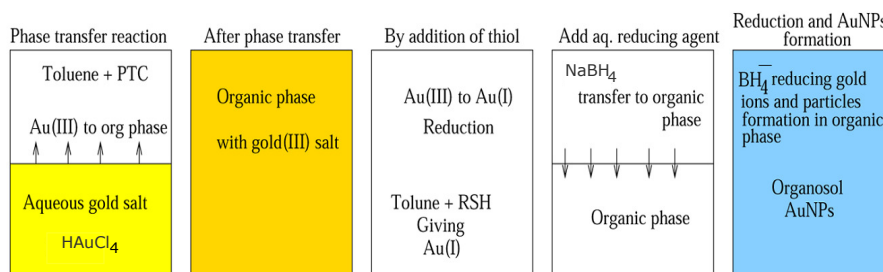 Phase transfer reaction
Toluene + PTC
Au(III) to org phase
Aqueous gold salt
HAuCl4
After phase transfer
Organic phase
with gold(III) salt
By addition of thiol
Au(III) to Au(I)
Reduction
Tolune + RSH
Giving
Au(I)
Add aq. reducing agent
NaBH4
transfer to organic
phase
Organic phase
Reduction and AuNPs
formation
BH4− reducing gold
ions and particles
formation in organic
phase
Organosol
AuNPs